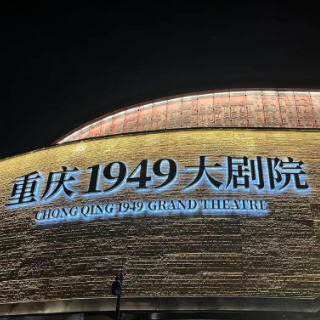 重庆1949大剧院
CHONG QING 1949 GRAND THEATRE